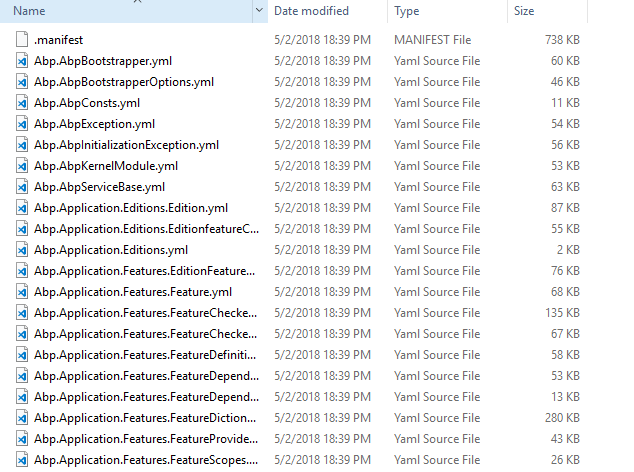 Name Date modified Type Size
.manifest 5/2/2018 18:39 PM MANIFEST File 738 KB
Abp.AbpBootstrapper.yml 5/2/2018 18:39 PM Yaml Source File 60 KB
Abp.AbpBootstrapperOptions.yml 5/2/2018 18:39 PM Yaml Source File 46 KB
Abp.AbpConsts.yml 5/2/2018 18:39 PM Yaml Source File 11 KB
Abp.AbpException.yml 5/2/2018 18:39 PM Yaml Source File 54 KB
Abp.AbpInitializationException.yml 5/2/2018 18:39 PM Yaml Source File 56 KB
Abp.AbpKernelModule.yml 5/2/2018 18:39 PM Yaml Source File 53 KB
Abp.AbpServiceBase.yml 5/2/2018 18:39 PM Yaml Source File 63 KB
Abp.Application.Editions.Edition.yml 5/2/2018 18:39 PM Yaml Source File 87 KB
Abp.Application.Editions.EditionfeatureC... 5/2/2018 18:39 PM Yaml Source File 55 KB
Abp.Application.Editions.yml 5/2/2018 18:39 PM Yaml Source File 2 KB
Abp.Application.Features.EditionFeature... 5/2/2018 18:39 PM Yaml Source File 76 KB
Abp.Application.Features.Feature.yml 5/2/2018 18:39 PM Yaml Source File 68 KB
Abp.Application.Features.FeatureChecke... 5/2/2018 18:39 PM Yaml Source File 135 KB
Abp.Application.Features.FeatureChecke... 5/2/2018 18:39 PM Yaml Source File 67 KB
Abp.Application.Features.FeatureDefiniti... 5/2/2018 18:39 PM Yaml Source File 58 KB
Abp.Application.Features.FeatureDepend... 5/2/2018 18:39 PM Yaml Source File 53 KB
Abp.Application.Features.FeatureDepend... 5/2/2018 18:39 PM Yaml Source File 13 KB
Abp.Application.Features.FeatureDiction... 5/2/2018 18:39 PM Yaml Source File 280 KB
Abp.Application.Features.FeatureProvide... 5/2/2018 18:39 PM Yaml Source File 43 KB
Abp.Application.Features.FeatureScopes.... 5/2/2018 18:39 PM Yaml Source File 26 KB